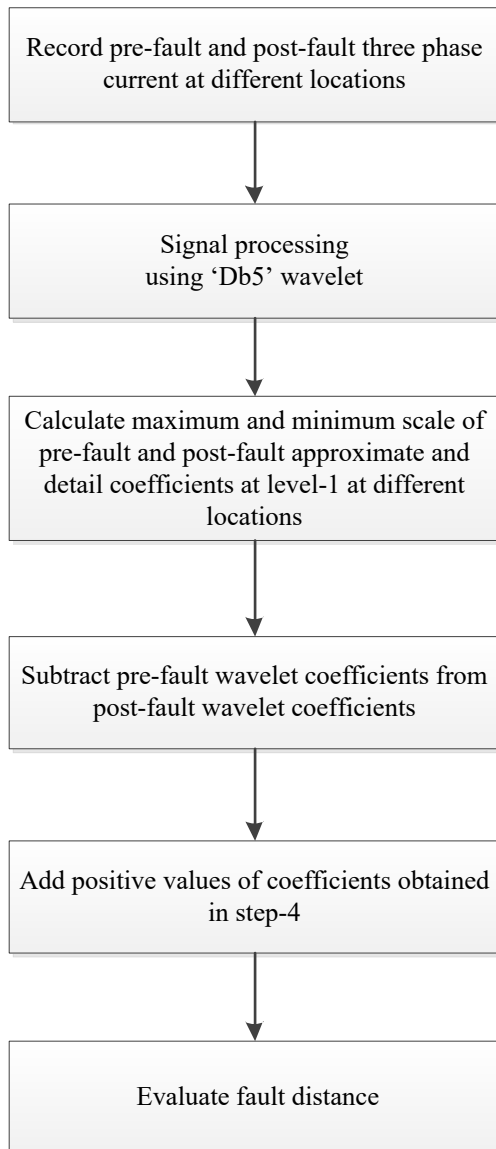 Record pre-fault and post-fault three phase
current at different locations
Signal processing
using ‘Db5’ wavelet
Calculate maximum and minimum scale of
pre-fault and post-fault approximate and
detail coefficients at level-1 at different
locations
Subtract pre-fault wavelet coefficients from
post-fault wavelet coefficients
Add positive values of coefficients obtained
in step-4
Evaluate fault distance